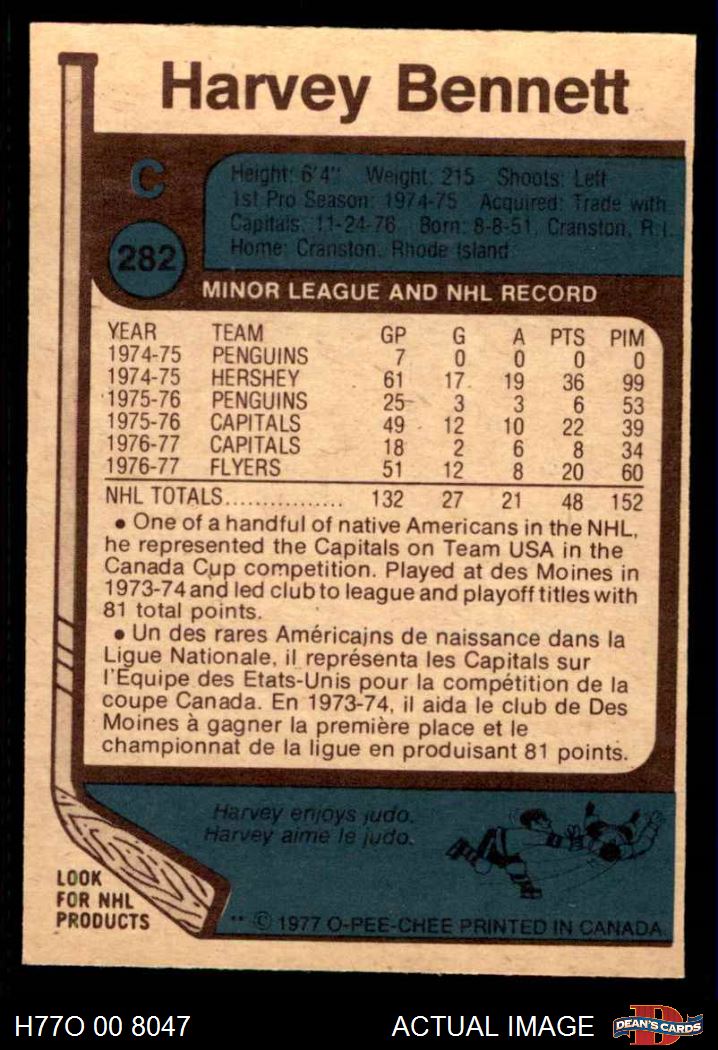 Harvey Bennett
C
282
Height: 6'4" Weight: 215 Shoots: Left
1st Pro Season: 1974-75 Acquired: Trade with
Capitals, 11-24-76 Born: 8-8-51, Cranston, R.I.
Home: Cranston, Rhode Island
MINOR LEAGUE AND NHL RECORD
YEAR TEAM GP G A PTS PIM
1974-75 PENGUINS 7 0 0 0 0
1974-75 HERSHEY 61 17 19 36 99
1975-76 PENGUINS 25 3 3 6 53
1975-76 CAPITALS 49 12 10 22 39
1976-77 CAPITALS 18 2 6 8 34
1976-77 FLYERS 51 12 8 20 60
NHL TOTALS................ 132 27 21 48 152
• One of a handful of native Americans in the NHL,
he represented the Capitals on Team USA in the
Canada Cup competition. Played at des Moines in
1973-74 and led club to league and playoff titles with
81 total points.
• Un des rares Américains de naissance dans la
Ligue Nationale, il représenta les Capitals sur
l'Equipe des Etats-Unis pour la compétition de la
coupe Canada. En 1973-74, il aida le club de Des
Moines à gagner la première place et le
championnat de la ligue en produisant 81 points.
Harvey enjoys judo.
Harvey aime le judo.
LOOK
FOR NHL
PRODUCTS
** © 1977 O-PEE-CHEE PRINTED IN CANADA
H77O 00 8047 ACTUAL IMAGE D DEAN'S CARDS